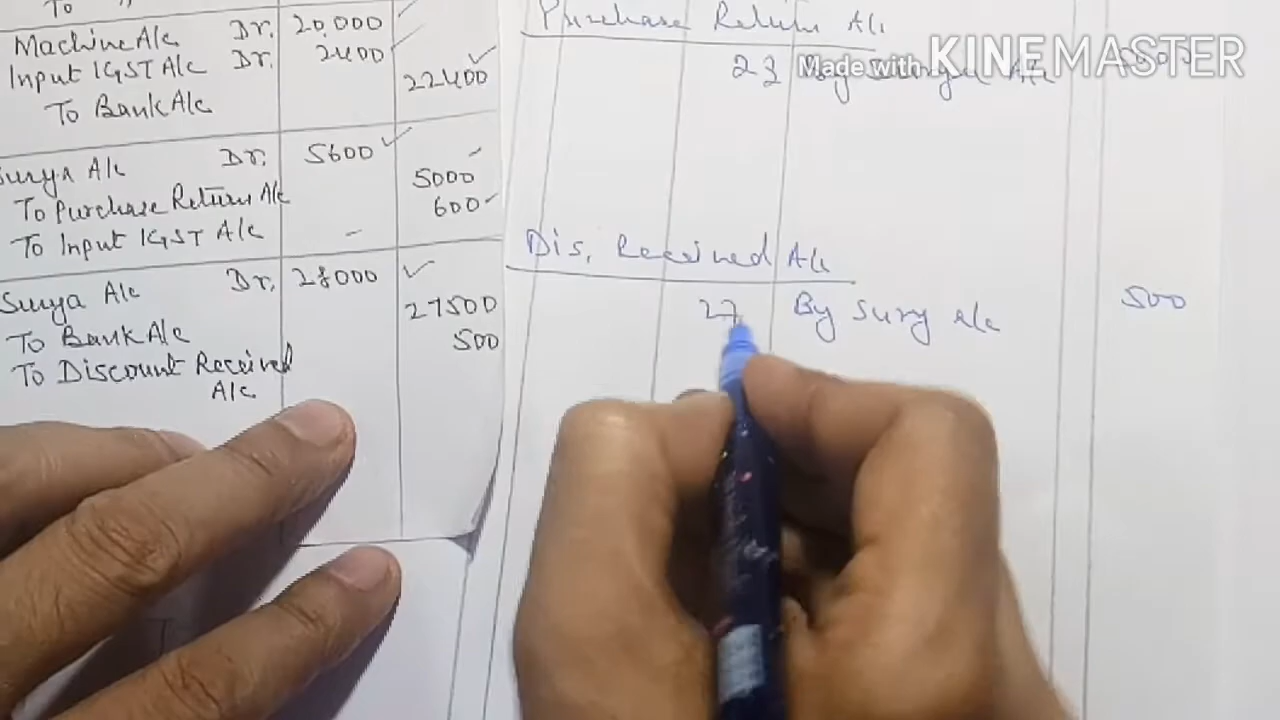 To "
Machine A/c Dr. 20,000
Input IGST A/c Dr. 2400
To Bank A/c 22400
Surya A/c Dr. 5600
To Purchase Return A/c 5000
To Input IGST A/c 600
Surya A/c Dr. 28000
To Bank A/c 27500
To Discount Received 500
A/c
Purchase Return A/c
23 By A/c
Made with KINEMASTER
Dis. Received A/c
27 By Sury A/c 500